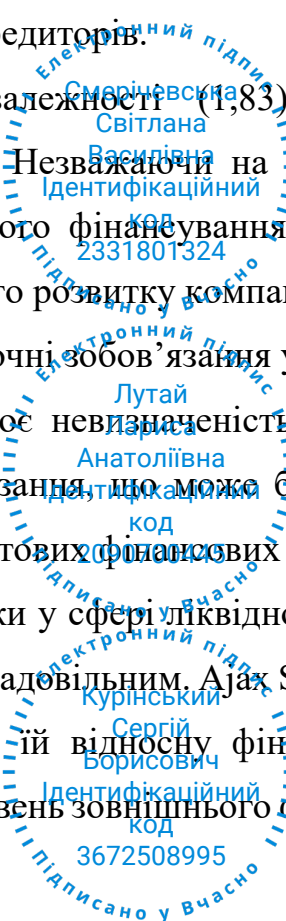 едиторів.
алежності (1,83)
Незважаючи на
ого фінансування
го розвитку компан
очні зобов’язання у
ює невизначеність
зання, що може б
тових фінансових
ки у сфері ліквідно
адовільним. Ajax S
їй відносну фін
вень зовнішнього
Електронний підпис
Смерічевська
Світлана
Василівна
Ідентифікаційний
код
2331801324
Підписано у Вчасно
Електронний підпис
Лутай
Лариса
Анатоліївна
Ідентифікаційний
код
Підписано у Вчасно
Електронний підпис
Курінський
Сергій
Борисович
Ідентифікаційний
код
3672508995
Підписано у Вчасно